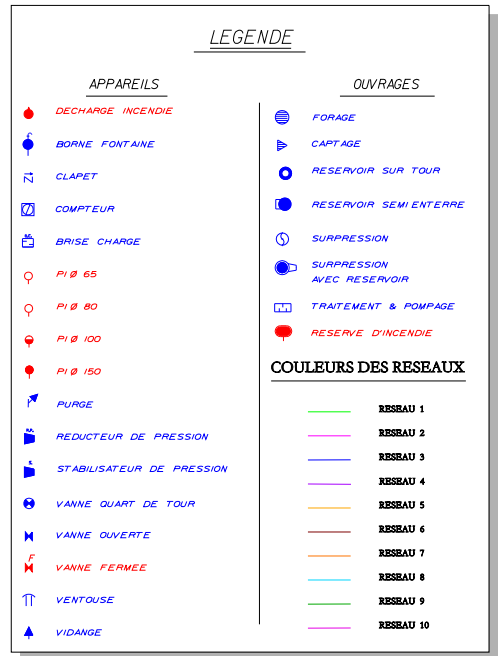 LEGENDE
APPAREILS
DECHARGE INCENDIE
BORNE FONTAINE
CLAPET
COMPTEUR
BRISE CHARGE
PI Ø 65
PI Ø 80
PI Ø 100
PI Ø 150
PURGE
REDUCTEUR DE PRESSION
STABILISATEUR DE PRESSION
VANNE QUART DE TOUR
VANNE OUVERTE
F
VANNE FERMEE
VENTOUSE
VIDANGE
OUVRAGES
FORAGE
CAPTAGE
RESERVOIR SUR TOUR
RESERVOIR SEMI ENTERRE
SURPRESSION
SURPRESSION
AVEC RESERVOIR
TRAITEMENT & POMPAGE
RESERVE D'INCENDIE
COULEURS DES RESEAUX
RESEAU 1
RESEAU 2
RESEAU 3
RESEAU 4
RESEAU 5
RESEAU 6
RESEAU 7
RESEAU 8
RESEAU 9
RESEAU 10